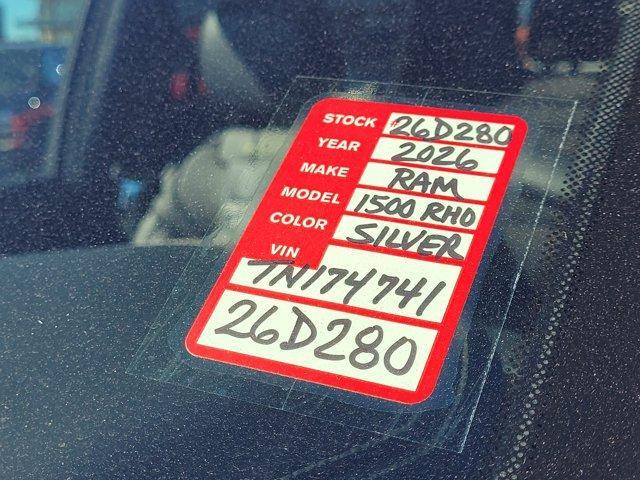 STOCK #26D280
YEAR 2026
MAKE RAM
MODEL 1500 RHO
COLOR SILVER
VIN TN174741
26D280